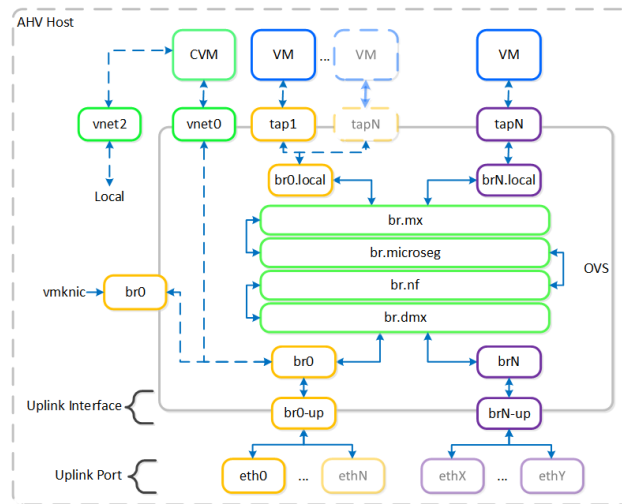 AHV Host
CVM
VM
...
VM
VM
vnet2
vnet0
tap1
tapN
tapN
Local
br0.local
brN.local
br.mx
br.microseg
br.nf
br.dmx
OVS
vmknic
br0
br0
brN
Uplink Interface
br0-up
brN-up
Uplink Port
eth0
...
ethN
ethX
...
ethY